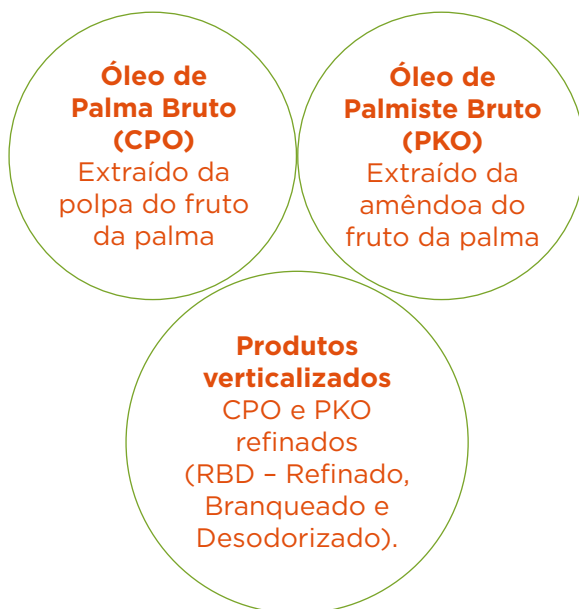 Óleo de
Palma Bruto
(CPO)
Extraído da
polpa do fruto
da palma
Óleo de
Palmiste Bruto
(PKO)
Extraído da
amêndoa do
fruto da palma
Produtos
verticalizados
CPO e PKO
refinados
(RBD – Refinado,
Branqueado e
Desodorizado).